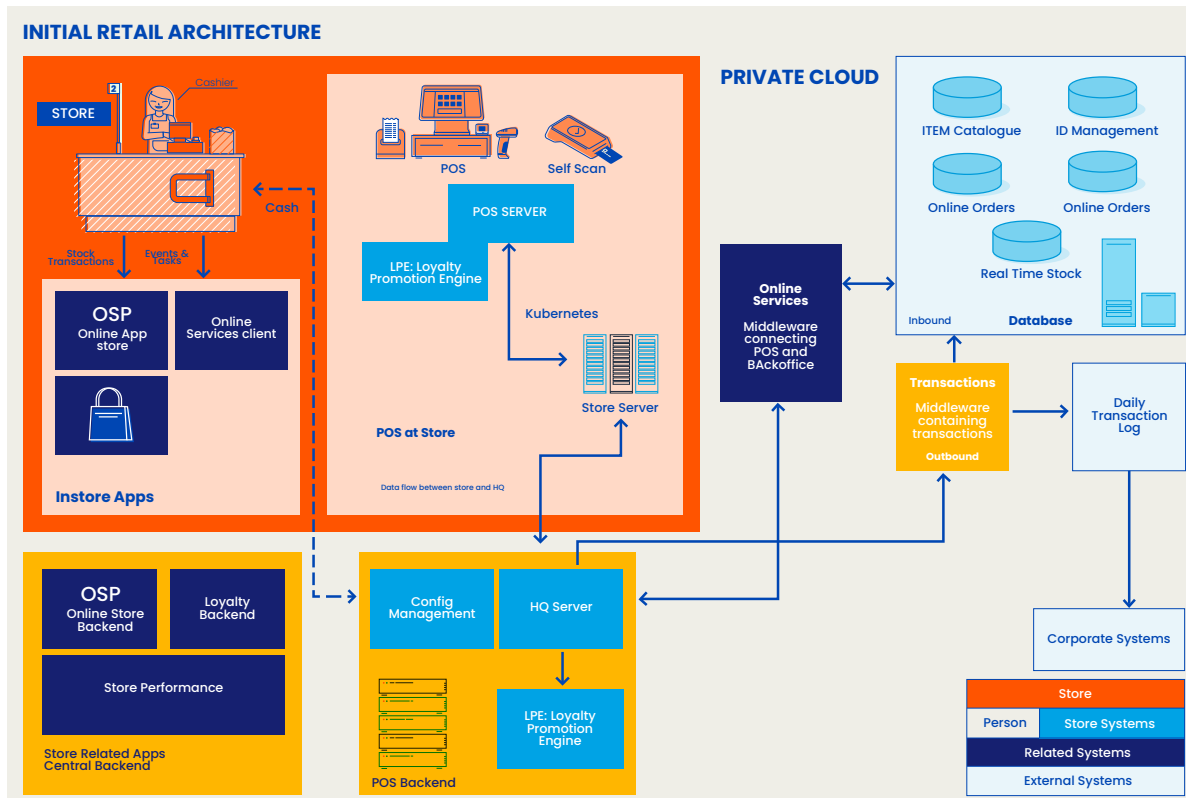 INITIAL RETAIL ARCHITECTURE
STORE
2
Cashier
Cash
Stock
Transactions
Events &
Tasks
OSP
Online App
store
Online
Services client
Instore Apps
POS
Self Scan
POS SERVER
LPE: Loyalty
Promotion Engine
Kubernetes
Store Server
POS at Store
Data flow between store and HQ
PRIVATE CLOUD
ITEM Catalogue
ID Management
Online Orders
Online Orders
Real Time Stock
Inbound
Database
Online
Services
Middleware
connecting
POS and
BAckoffice
Transactions
Middleware
containing
transactions
Outbound
Daily
Transaction
Log
Corporate Systems
OSP
Online Store
Backend
Loyalty
Backend
Store Performance
Store Related Apps
Central Backend
Config
Management
HQ Server
LPE: Loyalty
Promotion
Engine
POS Backend
Store
Person
Store Systems
Related Systems
External Systems